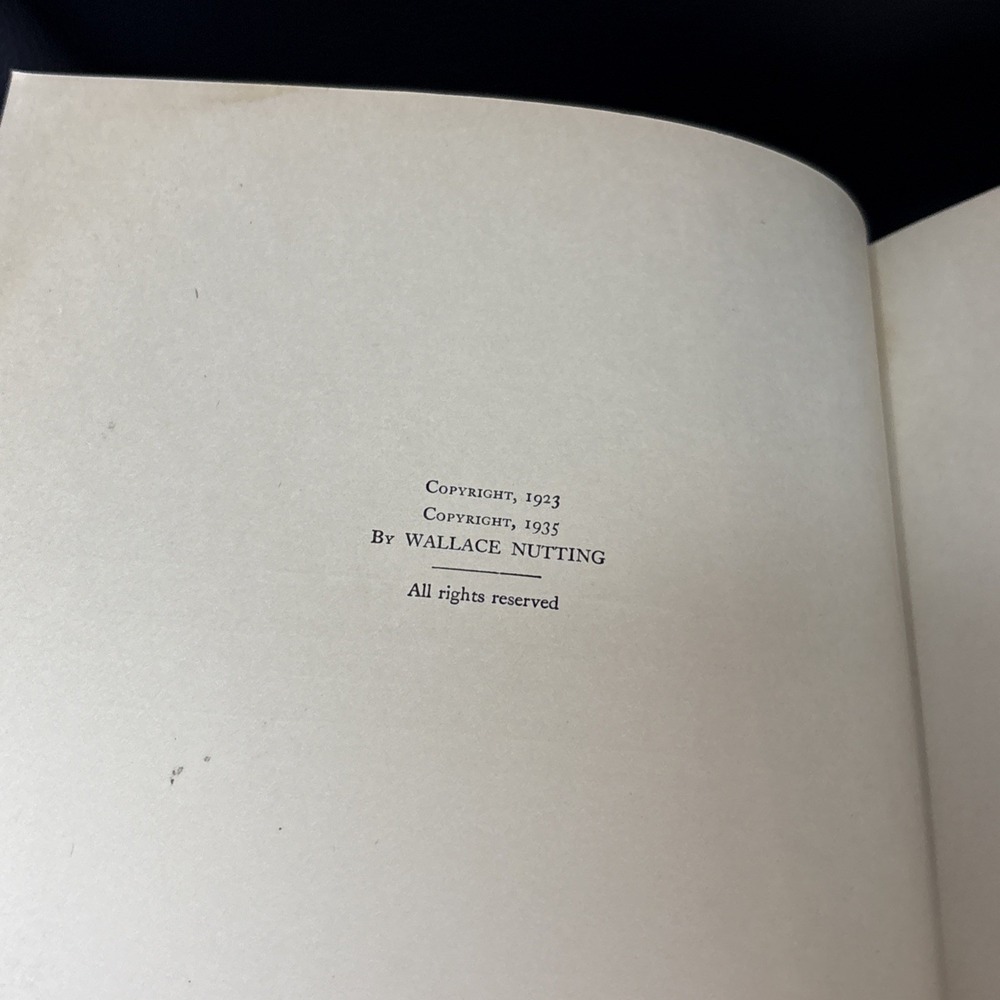 Copyright, 1923
Copyright, 1935
By WALLACE NUTTING
All rights reserved